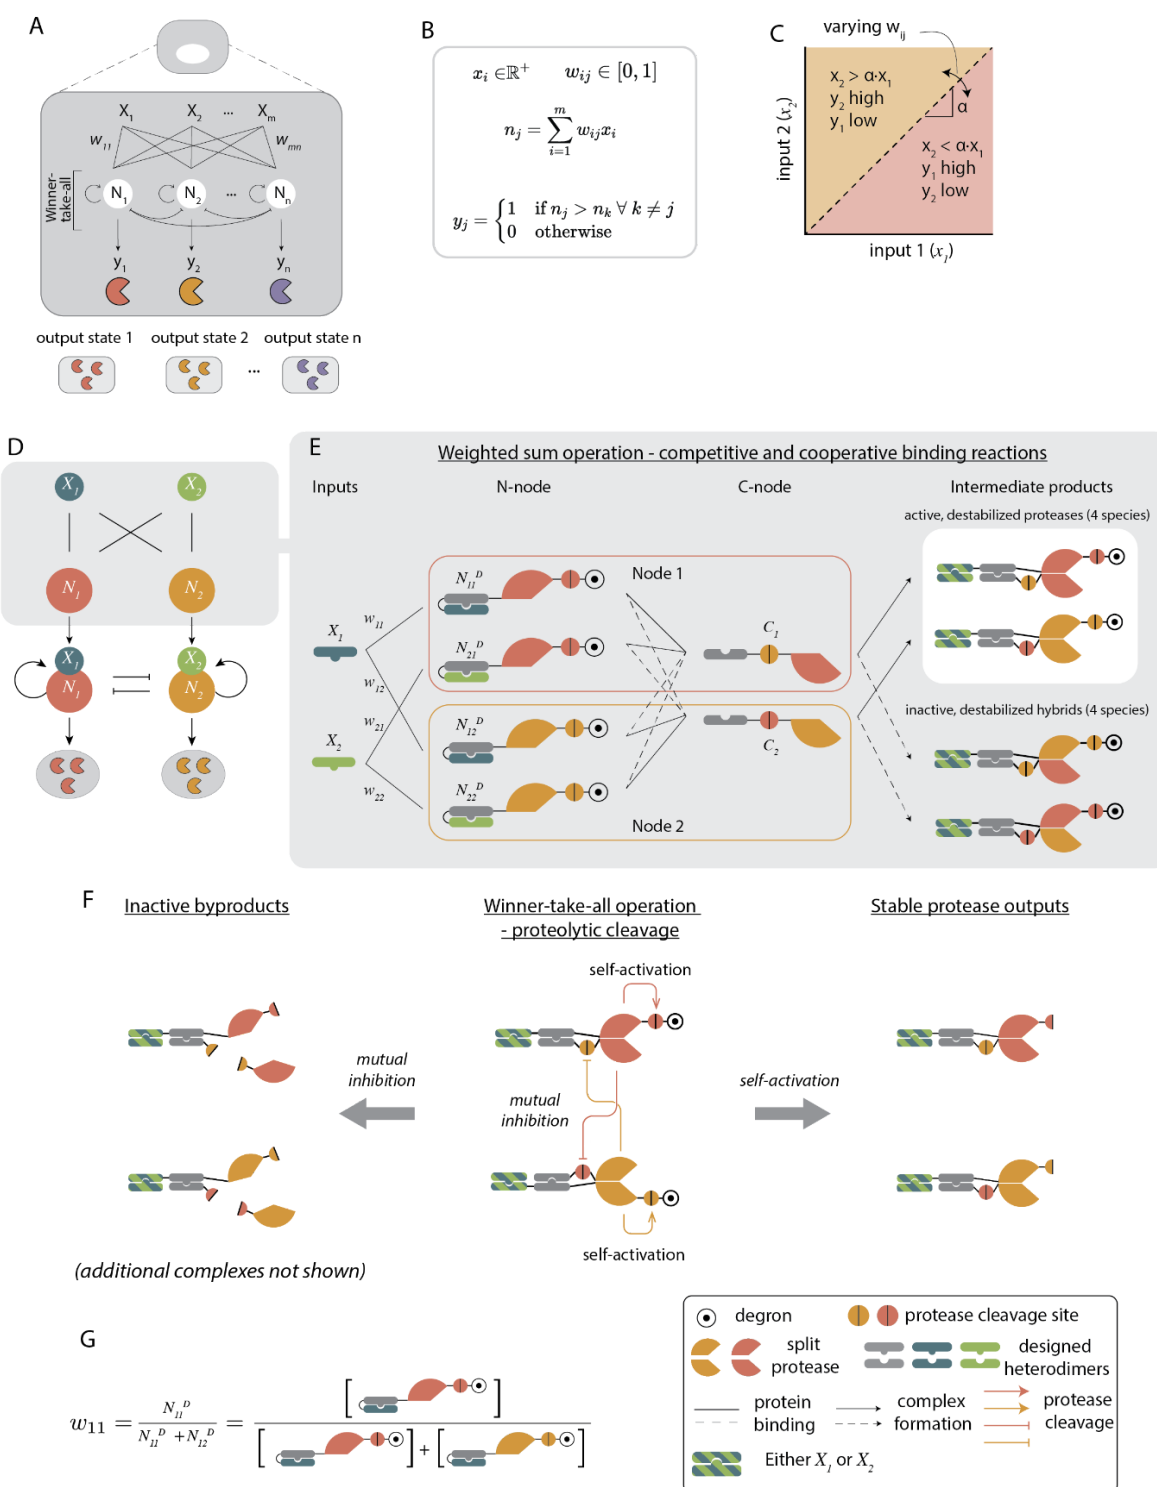 A
X1 X2 ... Xm
w11 wmn
Winner-take-all
N1 N2 ... Nn
y1 y2 yn
output state 1 output state 2 output state n
...
B
xi ∈ ℝ+ wij ∈ [0, 1]
nj = ∑ i=1 m wij xi
yj = { 1 if nj > nk ∀ k ≠ j
0 otherwise
C
varying wij
x2 > α·x1
y2 high
y1 low
α
x2 < α·x1
y1 high
y2 low
input 2 (x2)
input 1 (x1)
D
X1 X2
N1 N2
X1 X2
N1 N2
E
Weighted sum operation - competitive and cooperative binding reactions
Inputs N-node C-node Intermediate products
active, destabilized proteases (4 species)
Node 1
N11D
w11
X1
N21D
C1
w12
w21
inactive, destabilized hybrids (4 species)
N12D
X2
C2
w22
N22D
Node 2
F
Inactive byproducts
Winner-take-all operation
- proteolytic cleavage
Stable protease outputs
self-activation
mutual
inhibition
mutual
inhibition
self-activation
self-activation
(additional complexes not shown)
G
w11 = N11D / N11D + N12D = [ ] / [ ] + [ ]
degron
protease cleavage site
split
protease
designed
heterodimers
protein
binding
complex
formation
protease
cleavage
Either X1 or X2